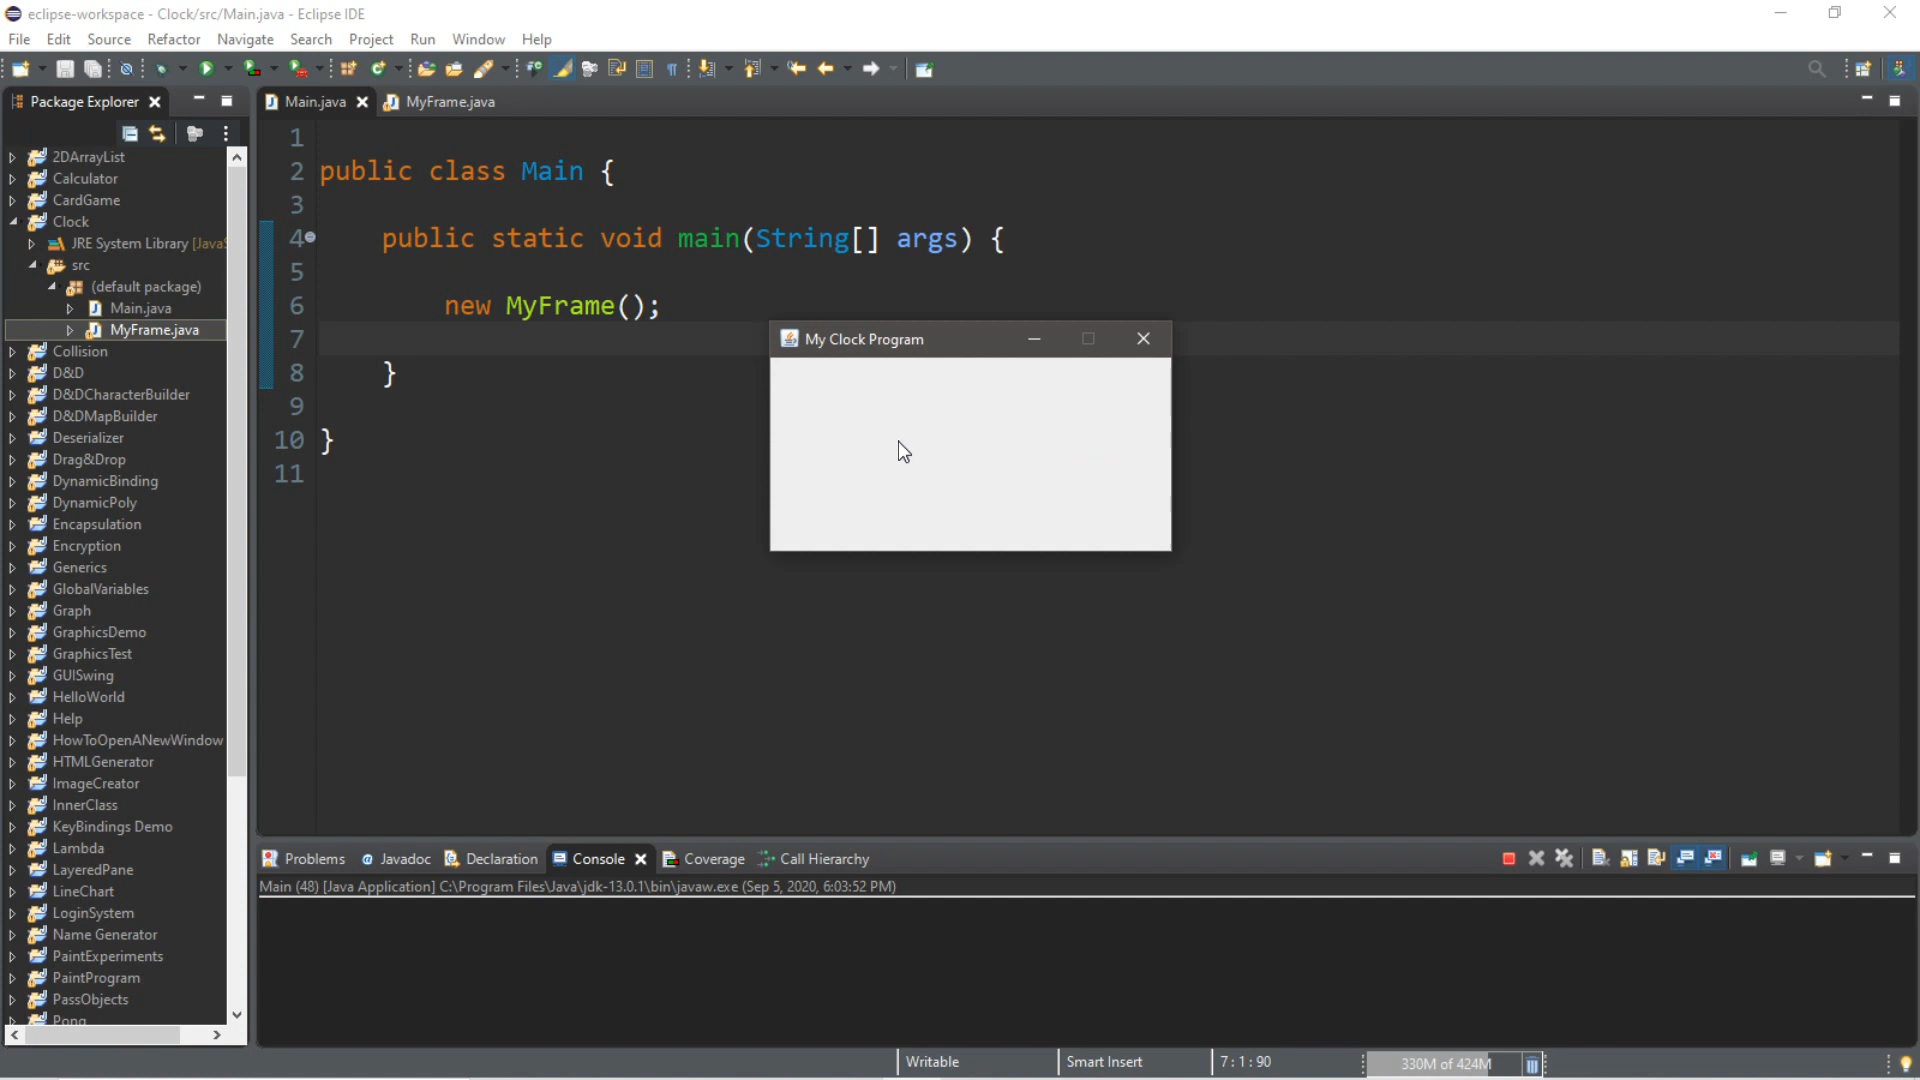 eclipse-workspace - Clock/src/Main.java - Eclipse IDE
File Edit Source Refactor Navigate Search Project Run Window Help
Package Explorer
Main.java MyFrame.java
2DArrayList
Calculator
CardGame
Clock
JRE System Library [JavaS
src
(default package)
Main.java
MyFrame.java
Collision
D&D
D&DCharacterBuilder
D&DMapBuilder
Deserializer
Drag&Drop
DynamicBinding
DynamicPoly
Encapsulation
Encryption
Generics
GlobalVariables
Graph
GraphicsDemo
GraphicsTest
GUISwing
HelloWorld
Help
HowToOpenANewWindow
HTMLGenerator
ImageCreator
InnerClass
KeyBindings Demo
Lambda
LayeredPane
LineChart
LoginSystem
Name Generator
PaintExperiments
PaintProgram
PassObjects
Pong
1
2 public class Main {
3
4 public static void main(String[] args) {
5
6 new MyFrame();
7
8 }
9
10 }
11
My Clock Program
Problems Javadoc Declaration Console Coverage Call Hierarchy
Main (48) [Java Application] C:\Program Files\Java\jdk-13.0.1\bin\javaw.exe (Sep 5, 2020, 6:03:52 PM)
Writable Smart Insert 7 : 1 : 90 330M of 424M